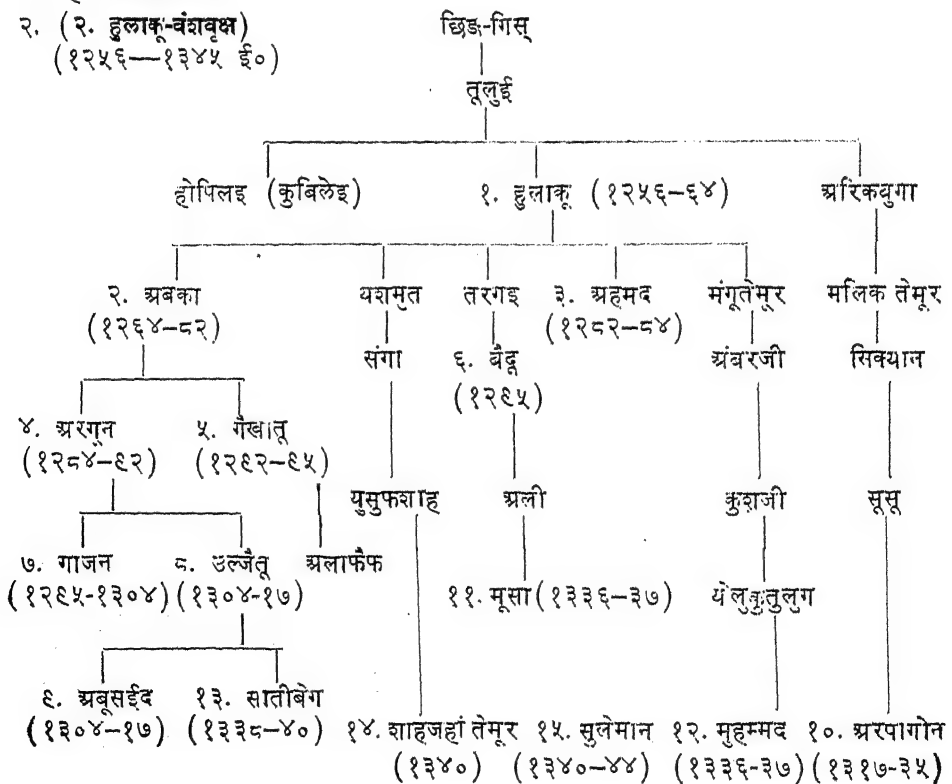 २. (२. हुलाकू-वंशवृक्ष) छिङ-गिस्
(१२५६—१३४५ ई०)
तूलुई
होपिलइ (कुबिलेइ) १. हुलाकू (१२५६–६४) अरिकवुगा
२. अबका यशमुत तरगइ ३. अहमद मंगूतेमूर मलिक तेमूर
(१२६४–८२) (१२८२–८४)
संगा ६. बैदू अंबरजी सिक्थान
(१२९५)
४. अरगून ५. गैखातू
(१२८४–९२) (१२९२–९५)
युसुफशाह अली कुशजी सूसू
७. गाजन ८. उल्जैतू अलाफैफ
(१२९५-१३०४) (१३०४-१७) ११. मूसा (१३३६–३७) येलुकुतुलुग
९. अबूसईद १३. सातीबेग
(१३०४–१७) (१३३८–४०) १४. शाहजहां तेमूर १५. सुलेमान १२. मुहम्मद १०. अरपागोन
(१३४०) (१३४०–४४) (१३३६-३७) (१३१७-३५)